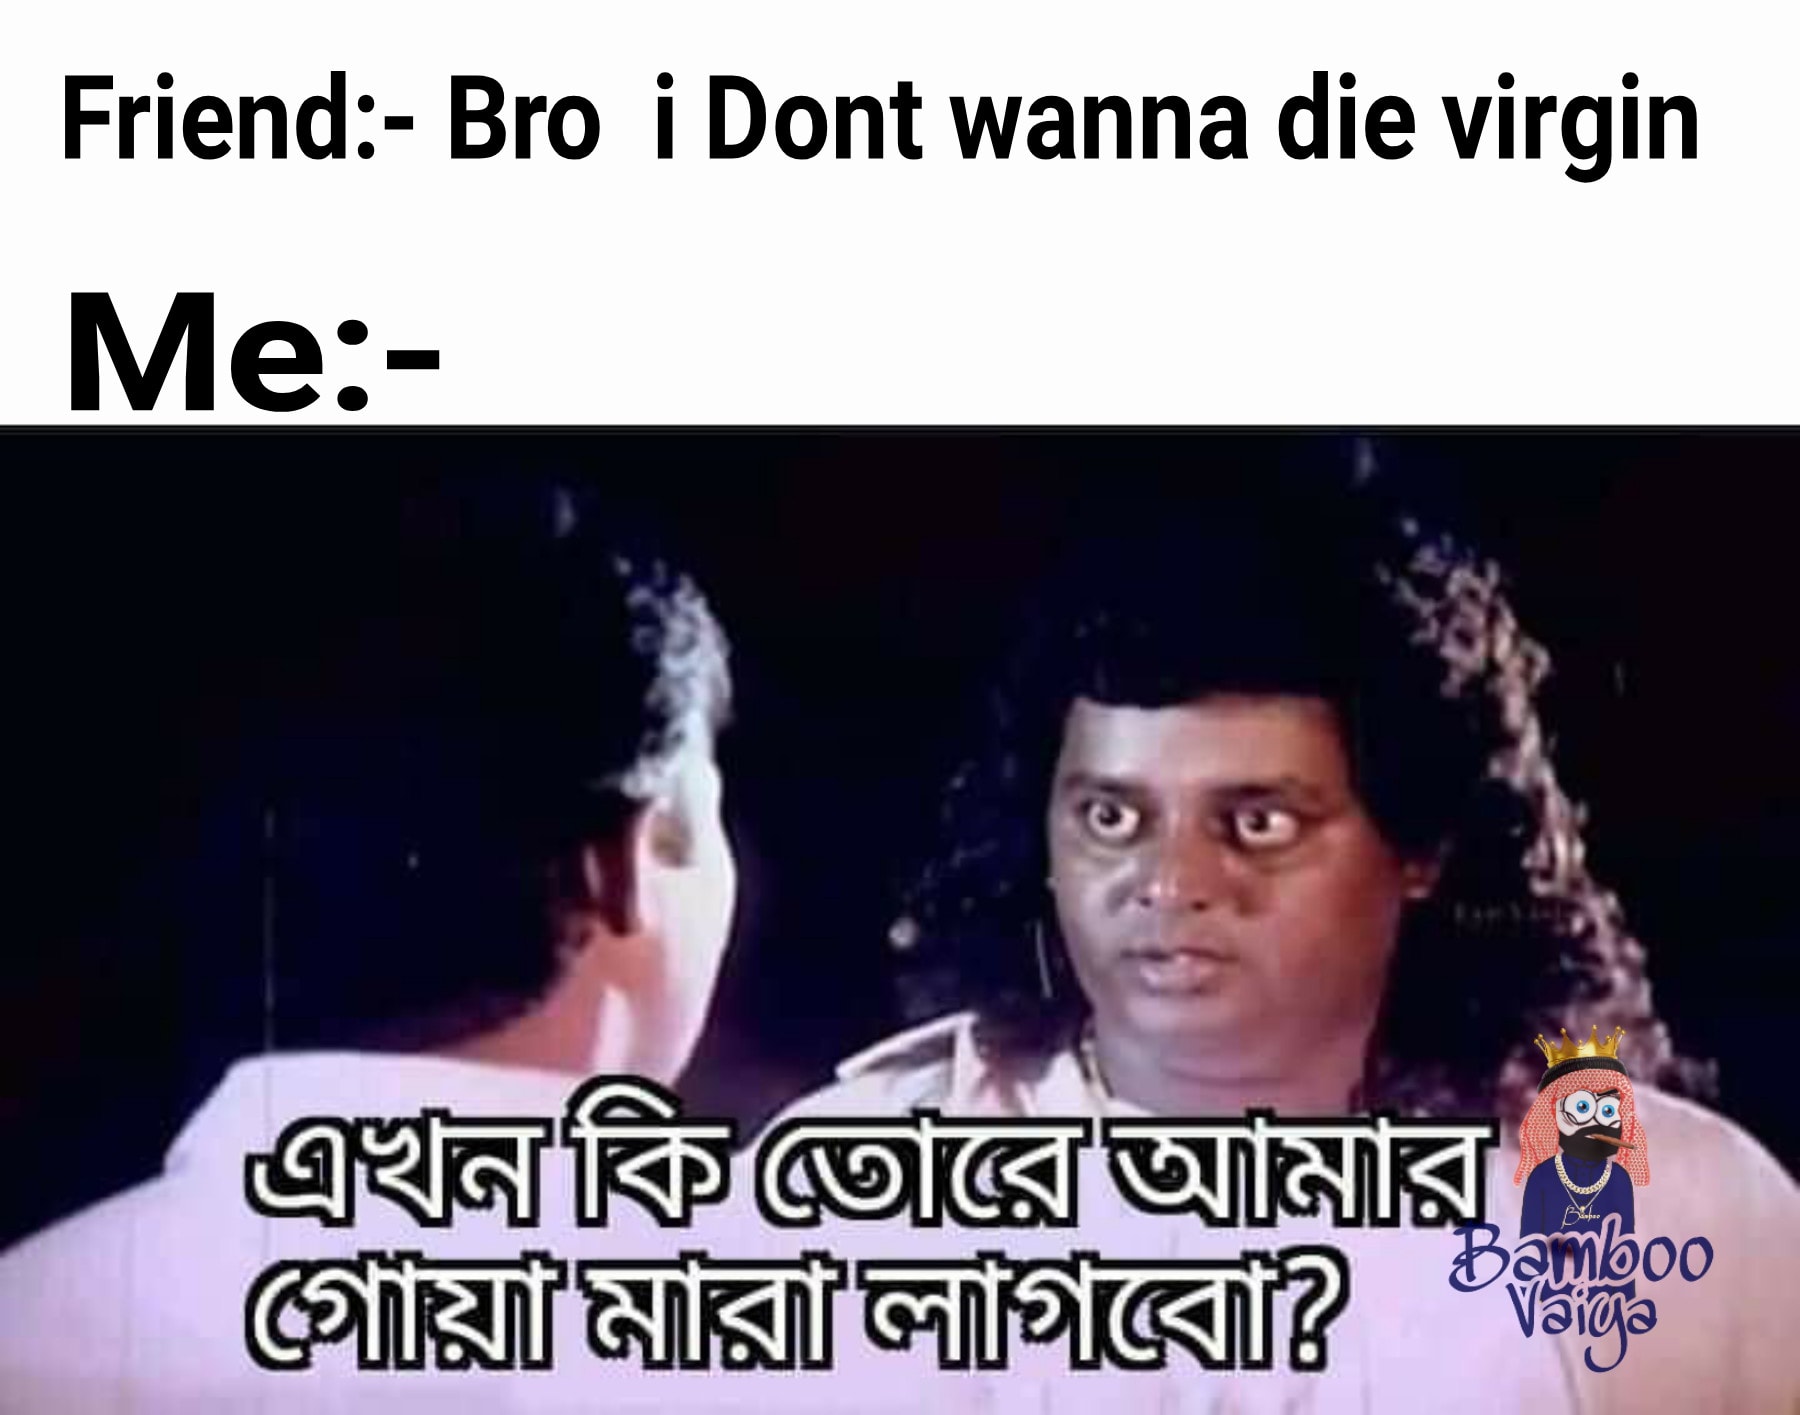 Friend:- Bro i Dont wanna die virgin
Me:-
এখন কি তোরে আমার
গোয়া মারা লাগবো?
Bamboo
Vaiya